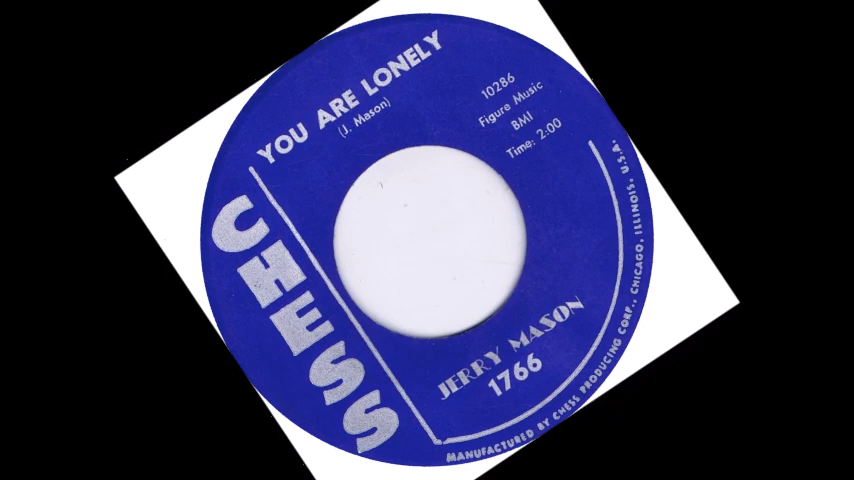 YOU ARE LONELY
(J. Mason)
10286
Figure Music
BMI
Time: 2:00
CHESS
JERRY MASON
1766
MANUFACTURED BY CHESS PRODUCING CORP., CHICAGO, ILLINOIS, U.S.A.